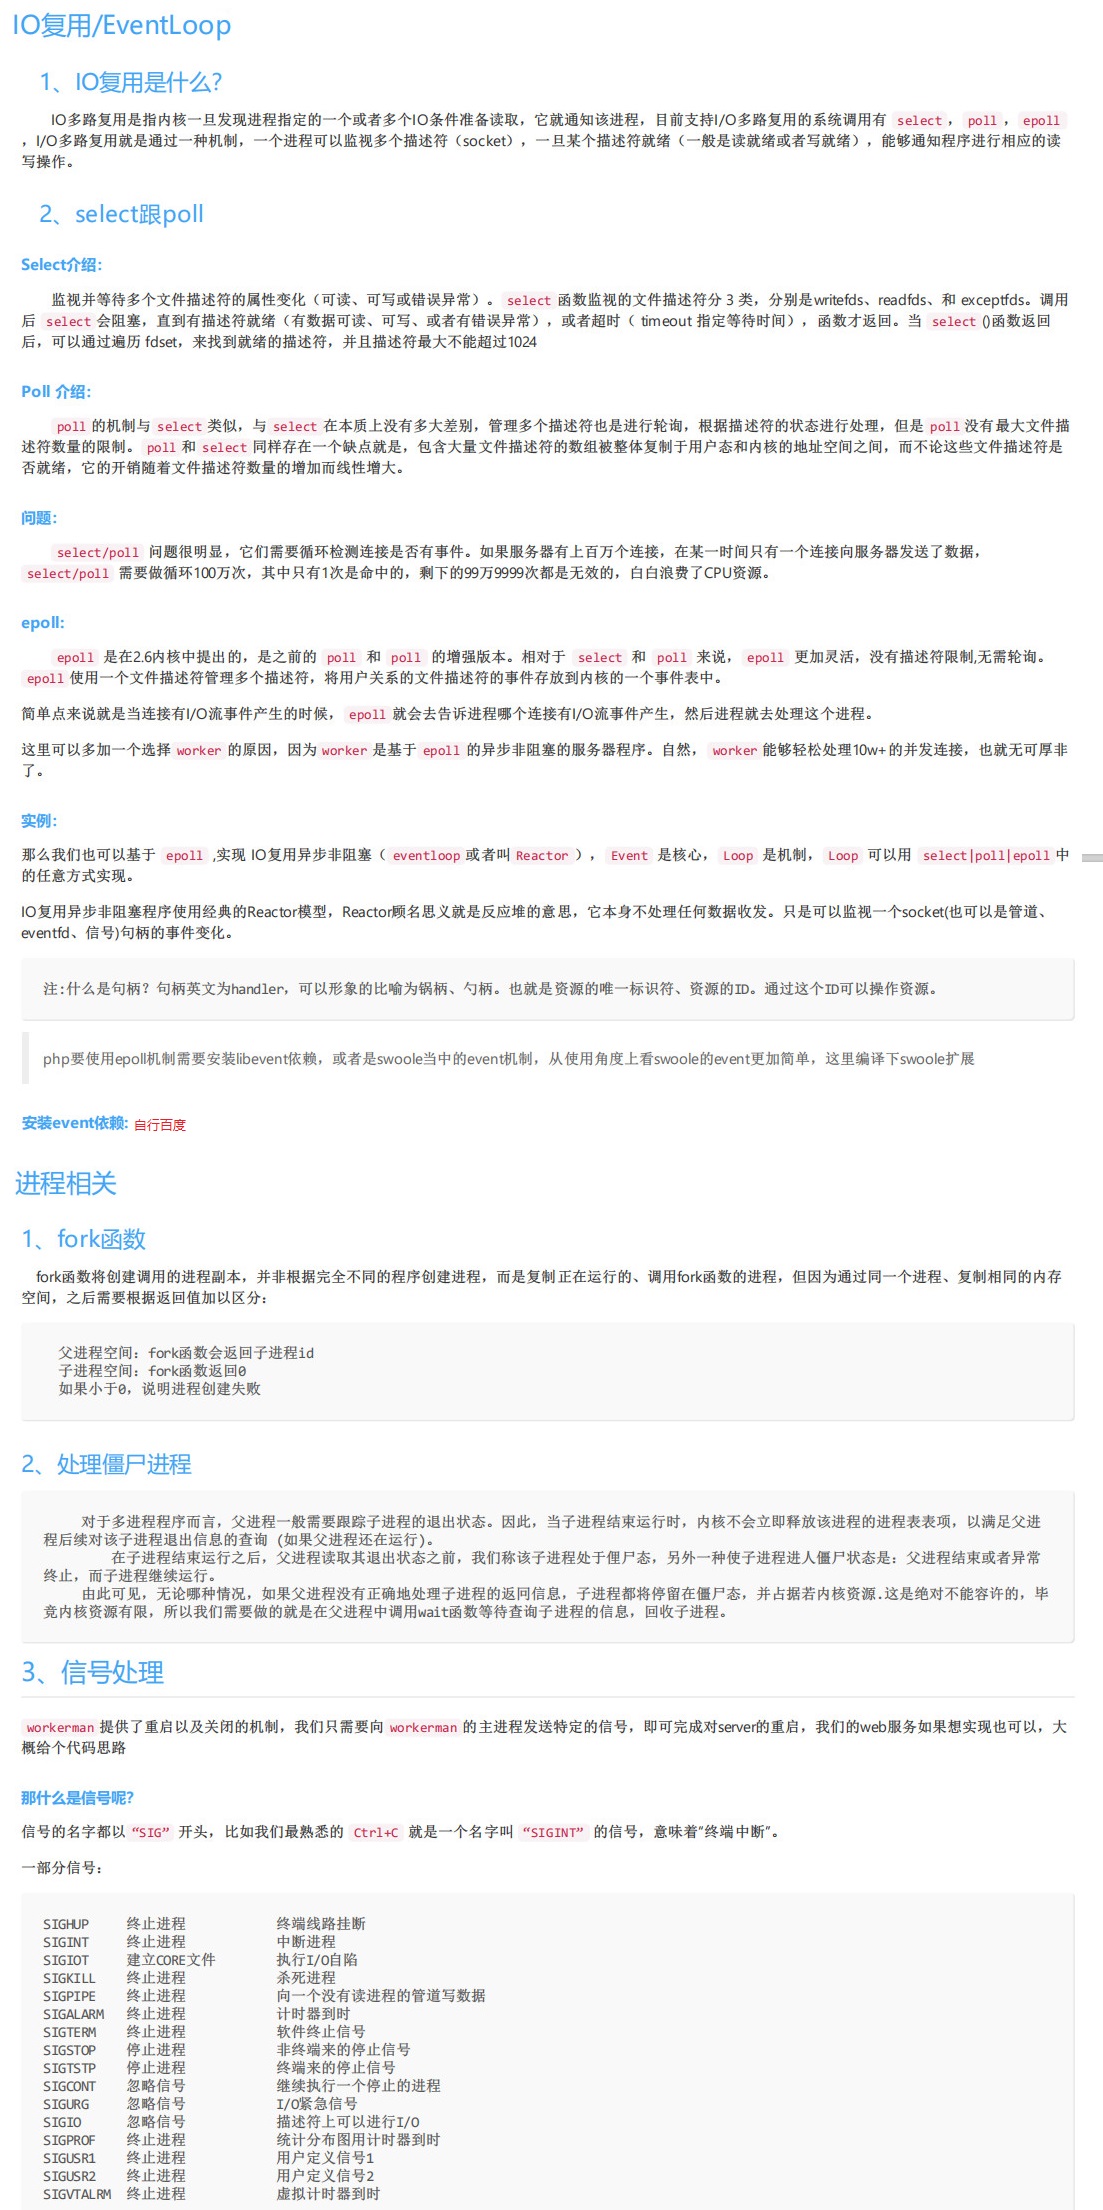 IO复用/EventLoop
1、IO复用是什么?
IO多路复用是指内核一旦发现进程指定的一个或者多个IO条件准备读取，它就通知该进程，目前支持I/O多路复用的系统调用有 select，poll，epoll
，I/O多路复用就是通过一种机制，一个进程可以监视多个描述符（socket），一旦某个描述符就绪（一般是读就绪或者写就绪），能够通知程序进行相应的读
写操作。
2、select跟poll
Select介绍：
监视并等待多个文件描述符的属性变化（可读、可写或错误异常）。select 函数监视的文件描述符分 3 类，分别是writefds、readfds、和 exceptfds。调用
后 select 会阻塞，直到有描述符就绪（有数据可读、可写、或者有错误异常），或者超时（ timeout 指定等待时间），函数才返回。当 select ()函数返回
后，可以通过遍历 fdset，来找到就绪的描述符，并且描述符最大不能超过1024
Poll 介绍：
poll 的机制与 select 类似，与 select 在本质上没有多大差别，管理多个描述符也是进行轮询，根据描述符的状态进行处理，但是 poll 没有最大文件描
述符数量的限制。poll 和 select 同样存在一个缺点就是，包含大量文件描述符的数组被整体复制于用户态和内核的地址空间之间，而不论这些文件描述符是
否就绪，它的开销随着文件描述符数量的增加而线性增大。
问题：
select/poll 问题很明显，它们需要循环检测连接是否有事件。如果服务器有上百万个连接，在某一时间只有一个连接向服务器发送了数据，
select/poll 需要做循环100万次，其中只有1次是命中的，剩下的99万9999次都是无效的，白白浪费了CPU资源。
epoll:
epoll 是在2.6内核中提出的，是之前的 poll 和 poll 的增强版本。相对于 select 和 poll 来说，epoll 更加灵活，没有描述符限制,无需轮询。
epoll 使用一个文件描述符管理多个描述符，将用户关系的文件描述符的事件存放到内核的一个事件表中。
简单点来说就是当连接有I/O流事件产生的时候，epoll 就会去告诉进程哪个连接有I/O流事件产生，然后进程就去处理这个进程。
这里可以多加一个选择 worker 的原因，因为 worker 是基于 epoll 的异步非阻塞的服务器程序。自然，worker 能够轻松处理10w+ 的并发连接，也就无可厚非
了。
实例：
那么我们也可以基于 epoll ,实现 IO复用异步非阻塞（ eventloop 或者叫 Reactor ），Event 是核心，Loop 是机制，Loop 可以用 select|poll|epoll 中
的任意方式实现。
IO复用异步非阻塞程序使用经典的Reactor模型，Reactor顾名思义就是反应堆的意思，它本身不处理任何数据收发。只是可以监视一个socket(也可以是管道、
eventfd、信号)句柄的事件变化。
注:什么是句柄？句柄英文为handler，可以形象的比喻为锅柄、勺柄。也就是资源的唯一标识符、资源的ID。通过这个ID可以操作资源。
php要使用epoll机制需要安装libevent依赖，或者是swoole当中的event机制，从使用角度上看swoole的event更加简单，这里编译下swoole扩展
安装event依赖: 自行百度
进程相关
1、fork函数
fork函数将创建调用的进程副本，并非根据完全不同的程序创建进程，而是复制正在运行的、调用fork函数的进程，但因为通过同一个进程、复制相同的内存
空间，之后需要根据返回值加以区分：
父进程空间：fork函数会返回子进程id
子进程空间：fork函数返回0
如果小于0，说明进程创建失败
2、处理僵尸进程
对于多进程程序而言，父进程一般需要跟踪子进程的退出状态。因此，当子进程结束运行时，内核不会立即释放该进程的进程表表项，以满足父进
程后续对该子进程退出信息的查询 (如果父进程还在运行)。
在子进程结束运行之后，父进程读取其退出状态之前，我们称该子进程处于俚尸态，另外一种使子进程进人僵尸状态是：父进程结束或者异常
终止，而子进程继续运行。
由此可见，无论哪种情况，如果父进程没有正确地处理子进程的返冋信息，子进程都将停留在僵尸态，并占据若内核资源.这是绝对不能容许的，毕
竞内核资源有限，所以我们需要做的就是在父进程中调用wait函数等待查询子进程的信息，回收子进程。
3、信号处理
workerman 提供了重启以及关闭的机制，我们只需要向 workerman 的主进程发送特定的信号，即可完成对server的重启，我们的web服务如果想实现也可以，大
概给个代码思路
那什么是信号呢?
信号的名字都以 “SIG” 开头，比如我们最熟悉的 Ctrl+C 就是一个名字叫 “SIGINT” 的信号，意味着“终端中断”。
一部分信号：
SIGHUP 终止进程 终端线路挂断
SIGINT 终止进程 中断进程
SIGIOT 建立CORE文件 执行I/O自陷
SIGKILL 终止进程 杀死进程
SIGPIPE 终止进程 向一个没有读进程的管道写数据
SIGALARM 终止进程 计时器到时
SIGTERM 终止进程 软件终止信号
SIGSTOP 停止进程 非终端来的停止信号
SIGTSTP 停止进程 终端来的停止信号
SIGCONT 忽略信号 继续执行一个停止的进程
SIGURG 忽略信号 I/O紧急信号
SIGIO 忽略信号 描述符上可以进行I/O
SIGPROF 终止进程 统计分布图用计时器到时
SIGUSR1 终止进程 用户定义信号1
SIGUSR2 终止进程 用户定义信号2
SIGVTALRM 终止进程 虚拟计时器到时